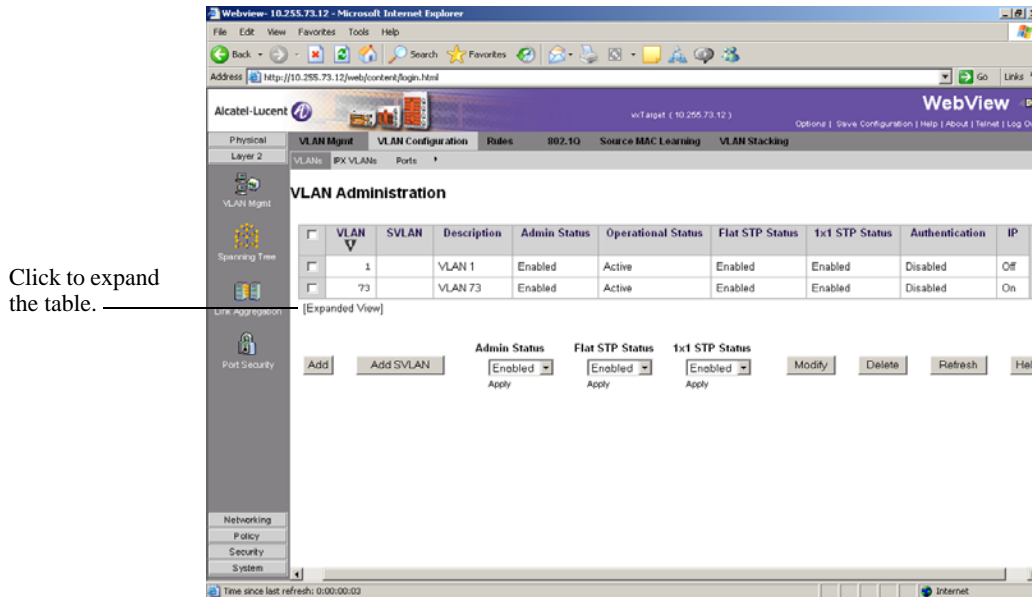 Webview- 10.255.73.12 - Microsoft Internet Explorer
File Edit View Favorites Tools Help
Back Search Favorites
Address http://10.255.73.12/web/content/login.html Go Links
Alcatel-Lucent vxTarget ( 10.255.73.12 ) WebView
Options | Save Configuration | Help | About | Telnet | Log Ou
Physical
Layer 2
VLAN Mgmt VLAN Configuration Rules 802.1Q Source MAC Learning VLAN Stacking
VLANs IPX VLANs Ports
VLAN Mgmt
Spanning Tree
Link Aggregation
Port Security
VLAN Administration
VLAN SVLAN Description Admin Status Operational Status Flat STP Status 1x1 STP Status Authentication IP
1 VLAN 1 Enabled Active Enabled Enabled Disabled Off
73 VLAN 73 Enabled Active Enabled Enabled Disabled On
Click to expand
the table.
[Expanded View]
Admin Status Flat STP Status 1x1 STP Status
Add Add SVLAN Enabled Enabled Enabled Modify Delete Refresh Hel
Apply Apply Apply
Networking
Policy
Security
System
Time since last refresh: 0:00:00:03 Internet